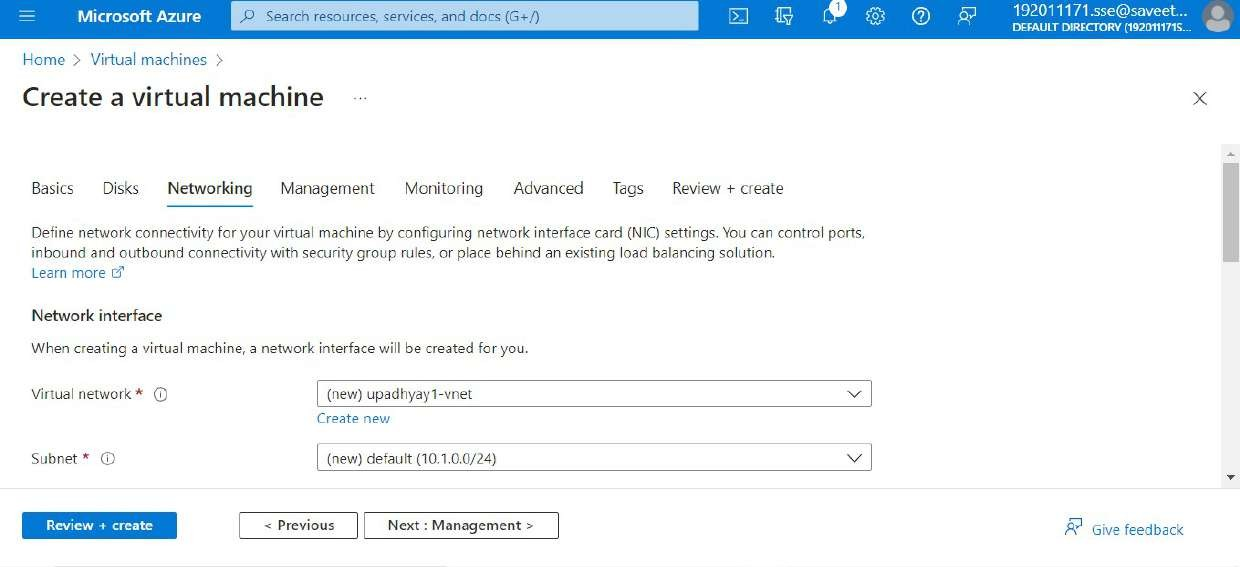 Microsoft Azure
Search resources, services, and docs (G+/)
1
192011171.sse@saveet...
DEFAULT DIRECTORY (192011171S...
Home > Virtual machines >
Create a virtual machine ...
Basics Disks Networking Management Monitoring Advanced Tags Review + create
Define network connectivity for your virtual machine by configuring network interface card (NIC) settings. You can control ports,
inbound and outbound connectivity with security group rules, or place behind an existing load balancing solution.
Learn more
Network interface
When creating a virtual machine, a network interface will be created for you.
Virtual network * (new) upadhyay1-vnet
Create new
Subnet * (new) default (10.1.0.0/24)
Review + create < Previous Next : Management > Give feedback